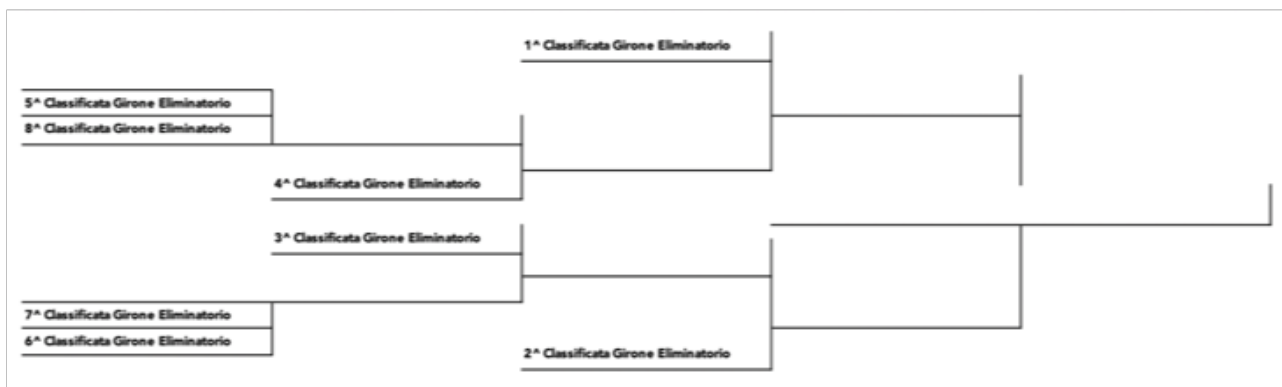 1^ Classificata Girone Eliminatorio
5^ Classificata Girone Eliminatorio
8^ Classificata Girone Eliminatorio
4^ Classificata Girone Eliminatorio
3^ Classificata Girone Eliminatorio
7^ Classificata Girone Eliminatorio
6^ Classificata Girone Eliminatorio
2^ Classificata Girone Eliminatorio